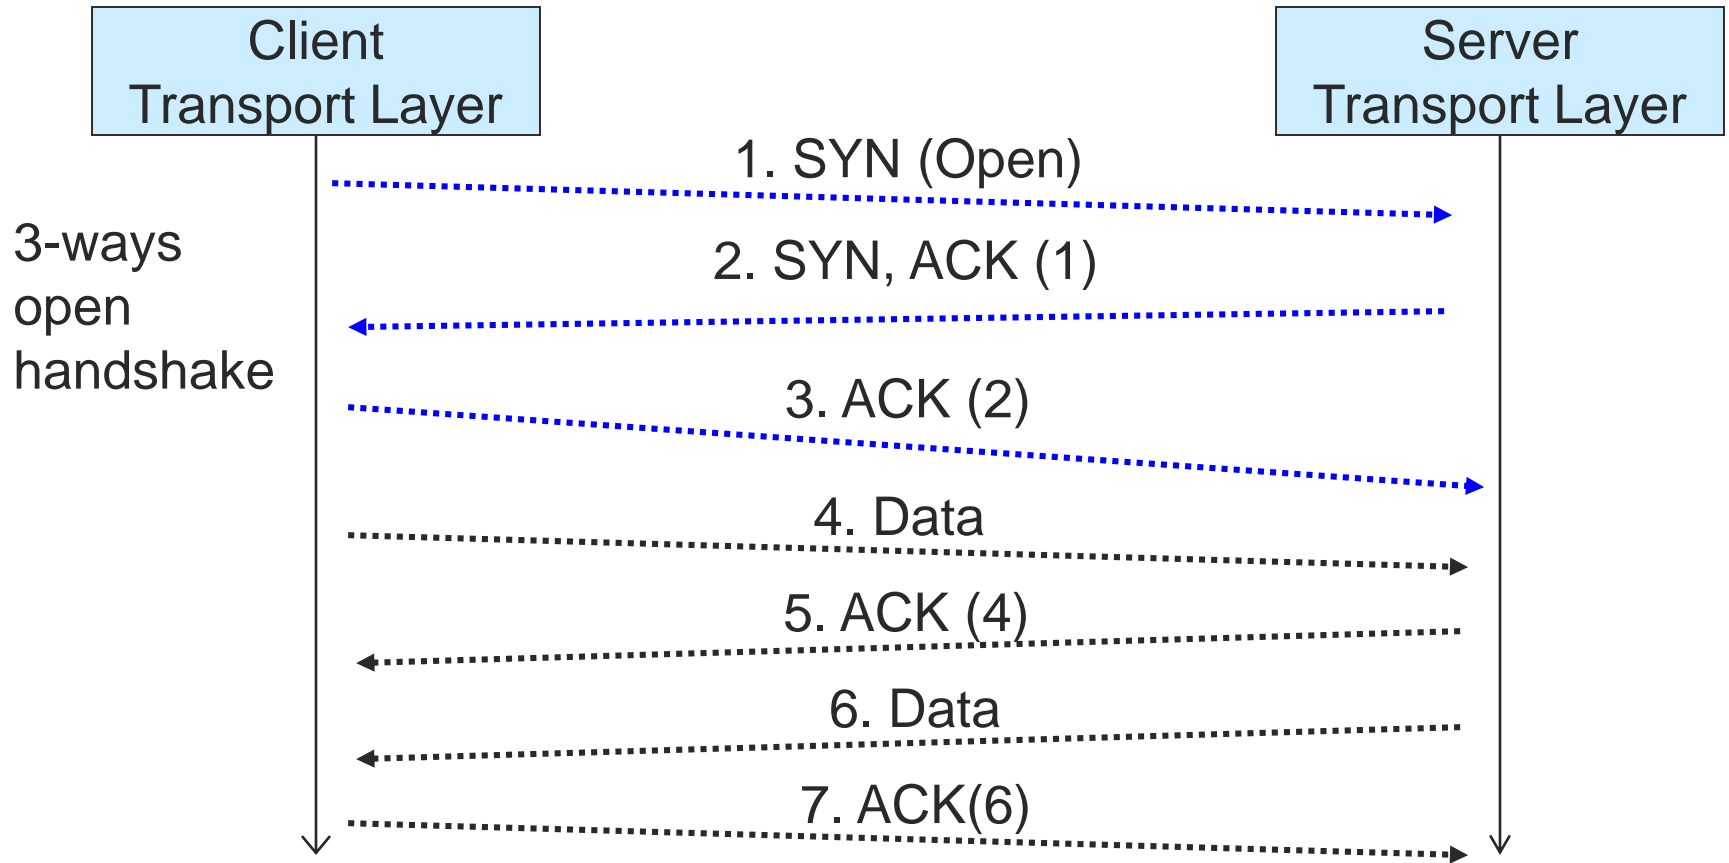 Client
Transport Layer
Server
Transport Layer
1. SYN (Open)
3-ways
open
handshake
2. SYN, ACK (1)
3. ACK (2)
4. Data
5. ACK (4)
6. Data
7. ACK(6)